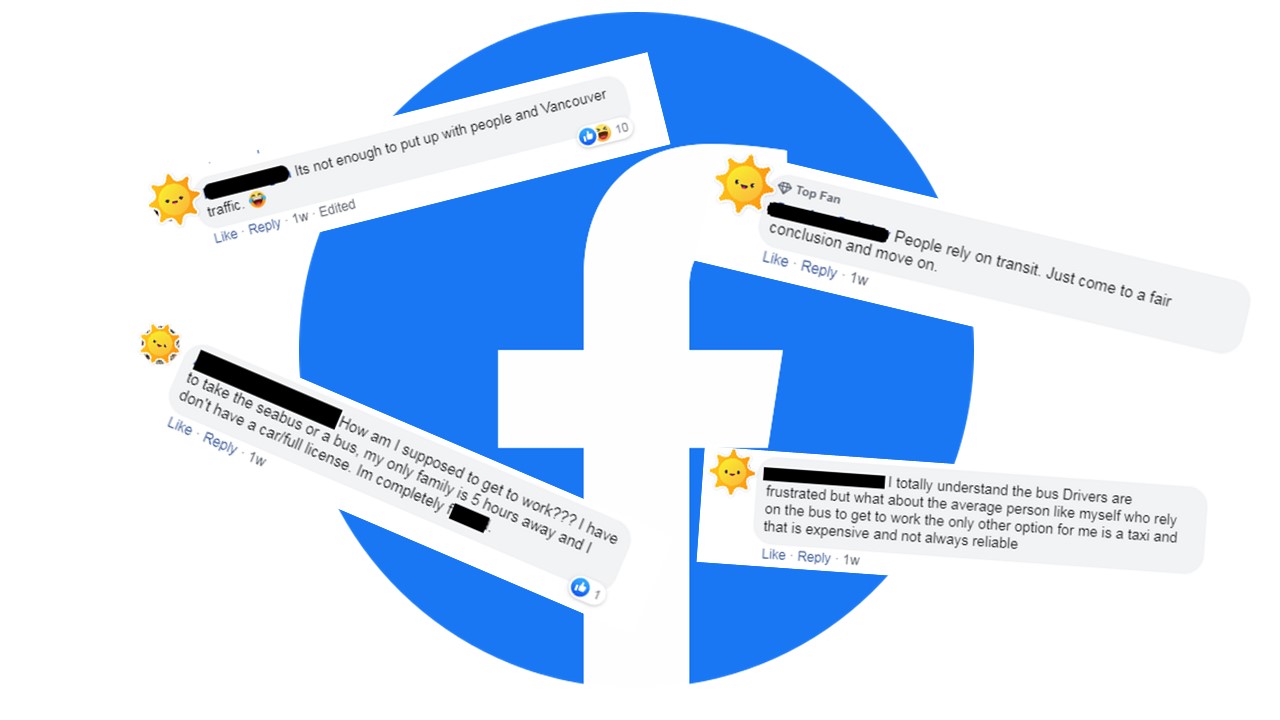 Its not enough to put up with people and Vancouver
traffic. 😂
10
Like · Reply · 1w · Edited
Top Fan
People rely on transit. Just come to a fair
conclusion and move on.
Like · Reply · 1w
How am I supposed to get to work??? I have
to take the seabus or a bus, my only family is 5 hours away and I
don't have a car/full license. Im completely f
1
Like · Reply · 1w
I totally understand the bus Drivers are
frustrated but what about the average person like myself who rely
on the bus to get to work the only other option for me is a taxi and
that is expensive and not always reliable
Like · Reply · 1w